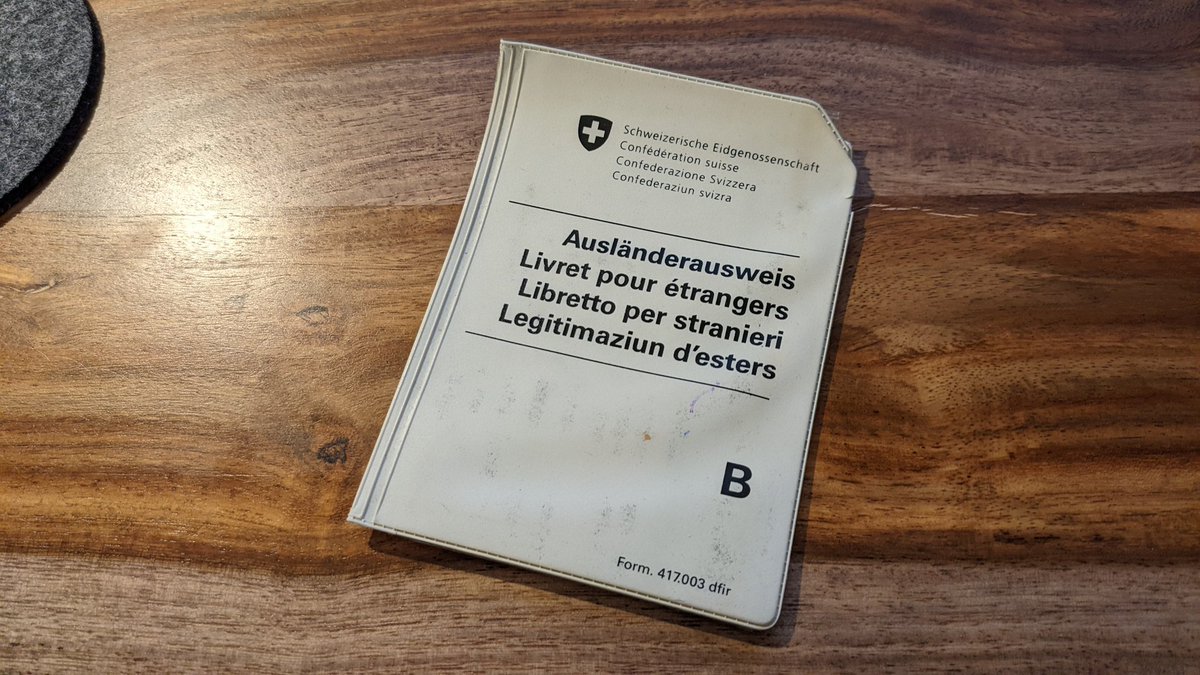 Schweizerische Eidgenossenschaft
Confédération suisse
Confederazione Svizzera
Confederaziun svizra
Ausländerausweis
Livret pour étrangers
Libretto per stranieri
Legitimaziun d’esters
B
Form. 417.003 dfir